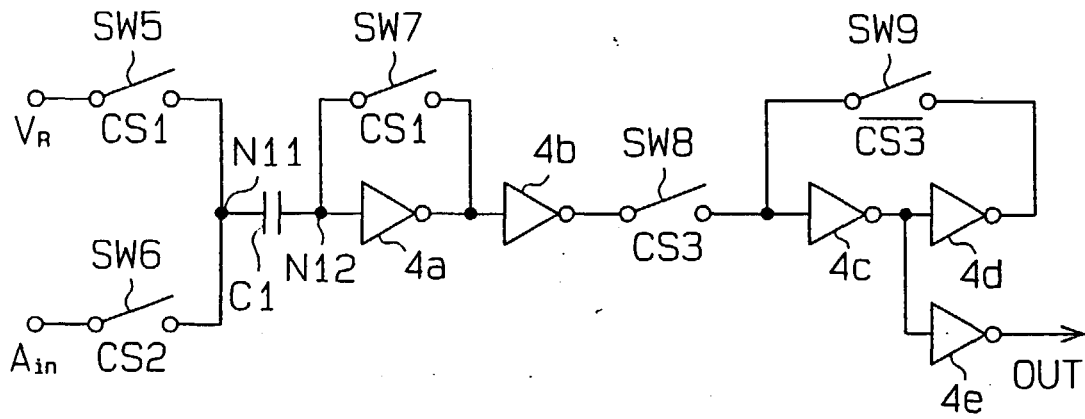 SW5
SW7
SW9
V_R
CS1
N11
CS1
4b
SW8
\overline{CS3}
SW6
C1
N12
4a
CS3
4c
4d
A_in
CS2
4e
OUT